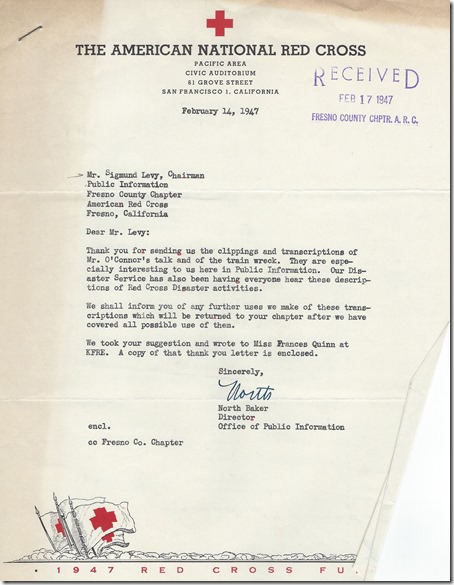 THE AMERICAN NATIONAL RED CROSS
PACIFIC AREA
CIVIC AUDITORIUM
61 GROVE STREET
SAN FRANCISCO 1, CALIFORNIA
February 14, 1947
RECEIVED
FEB 17 1947
FRESNO COUNTY CHPTR. A. R. C.
Mr. Sigmund Levy, Chairman
Public Information
Fresno County Chapter
American Red Cross
Fresno, California
Dear Mr. Levy:
Thank you for sending us the clippings and transcriptions of
Mr. O'Connor's talk and of the train wreck. They are espe-
cially interesting to us here in Public Information. Our Dis-
aster Service has also been having everyone hear these descrip-
tions of Red Cross Disaster activities.
We shall inform you of any further uses we make of these trans-
criptions which will be returned to your chapter after we have
covered all possible use of them.
We took your suggestion and wrote to Miss Frances Quinn at
KFRE. A copy of that thank you letter is enclosed.
Sincerely,
North
North Baker
Director
encl. Office of Public Information
cc Fresno Co. Chapter
• 1947 RED CROSS FU